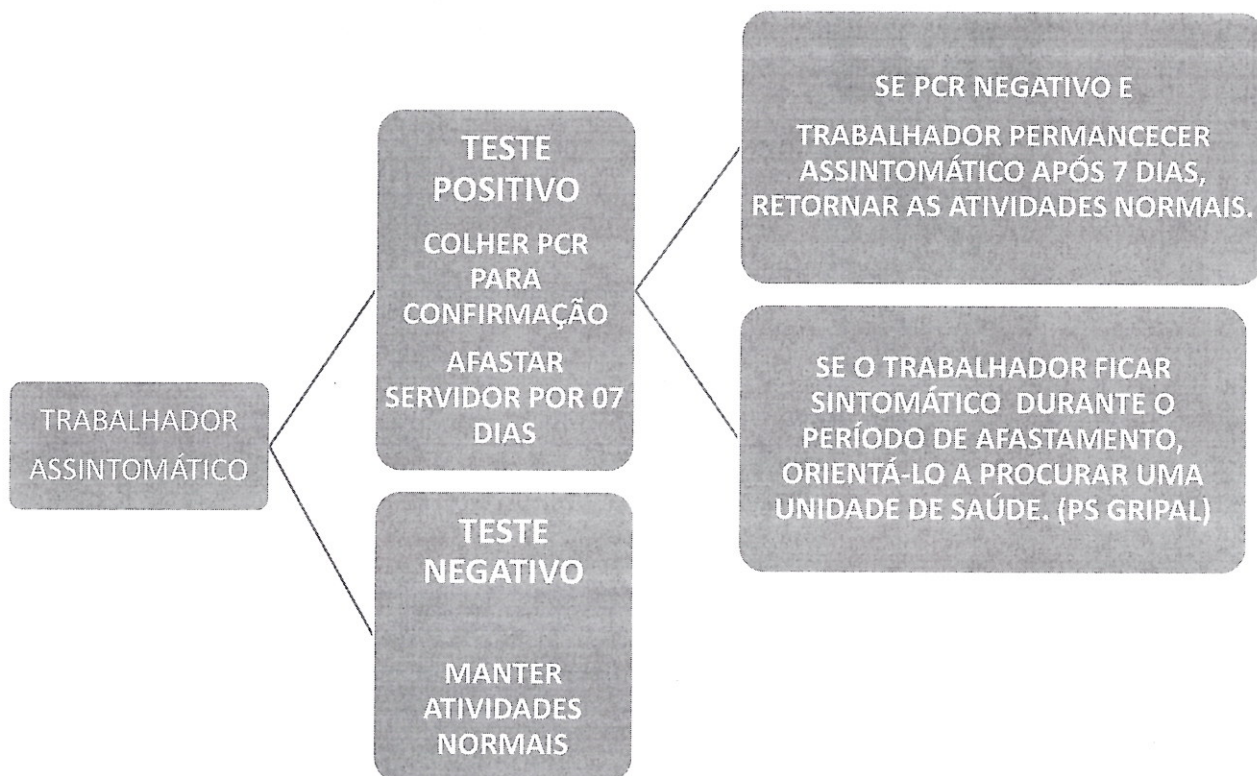 TRABALHADOR
ASSINTOMÁTICO
TESTE
POSITIVO
COLHER PCR
PARA
CONFIRMAÇÃO
AFASTAR
SERVIDOR POR 07
DIAS
TESTE
NEGATIVO
MANTER
ATIVIDADES
NORMAIS
SE PCR NEGATIVO E
TRABALHADOR PERMANCECER
ASSINTOMÁTICO APÓS 7 DIAS,
RETORNAR AS ATIVIDADES NORMAIS.
SE O TRABALHADOR FICAR
SINTOMÁTICO DURANTE O
PERÍODO DE AFASTAMENTO,
ORIENTÁ-LO A PROCURAR UMA
UNIDADE DE SAÚDE. (PS GRIPAL)